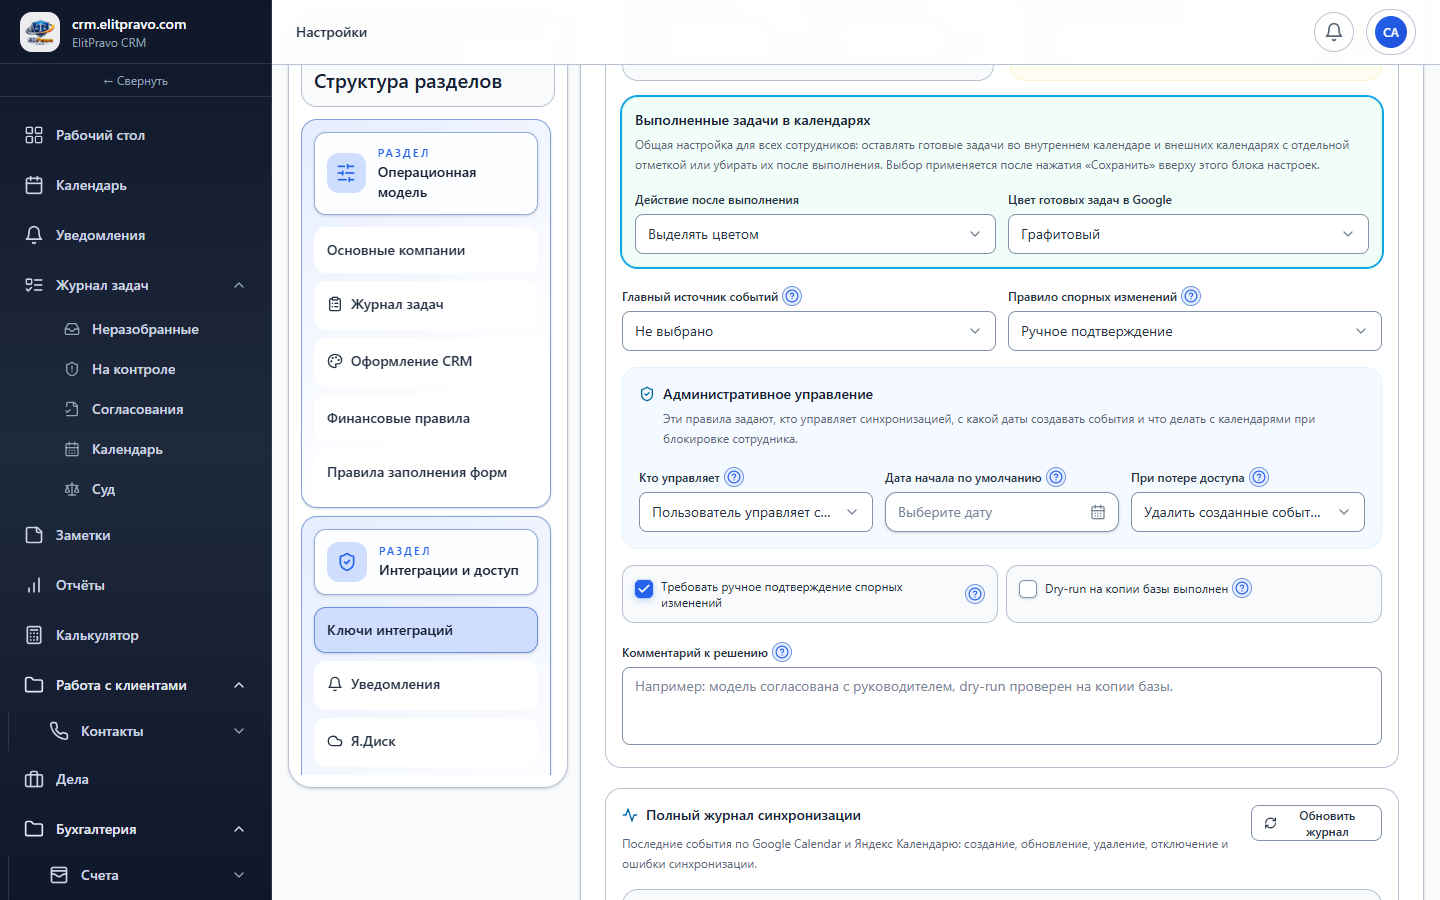 crm.elitpravo.com
ElitPravo CRM
← Свернуть
Рабочий стол
Календарь
Уведомления
Журнал задач
Неразобранные
На контроле
Согласования
Календарь
Суд
Заметки
Отчёты
Калькулятор
Работа с клиентами
Контакты
Дела
Бухгалтерия
Счета
Настройки
CA
Структура разделов
РАЗДЕЛ
Операционная
модель
Основные компании
Журнал задач
Оформление CRM
Финансовые правила
Правила заполнения форм
РАЗДЕЛ
Интеграции и доступ
Ключи интеграций
Уведомления
Я.Диск
Выполненные задачи в календарях
Общая настройка для всех сотрудников: оставлять готовые задачи во внутреннем календаре и внешних календарях с отдельной
отметкой или убирать их после выполнения. Выбор применяется после нажатия «Сохранить» вверху этого блока настроек.
Действие после выполнения
Цвет готовых задач в Google
Выделять цветом
Графитовый
Главный источник событий ?
Правило спорных изменений ?
Не выбрано
Ручное подтверждение
Административное управление
Эти правила задают, кто управляет синхронизацией, с какой даты создавать события и что делать с календарями при
блокировке сотрудника.
Кто управляет ?
Дата начала по умолчанию ?
При потере доступа ?
Пользователь управляет с...
Выберите дату
Удалить созданные событ...
Требовать ручное подтверждение спорных
изменений ?
Dry-run на копии базы выполнен ?
Комментарий к решению ?
Например: модель согласована с руководителем, dry-run проверен на копии базы.
Полный журнал синхронизации
Последние события по Google Calendar и Яндекс Календарю: создание, обновление, удаление, отключение и
ошибки синхронизации.
Обновить
журнал